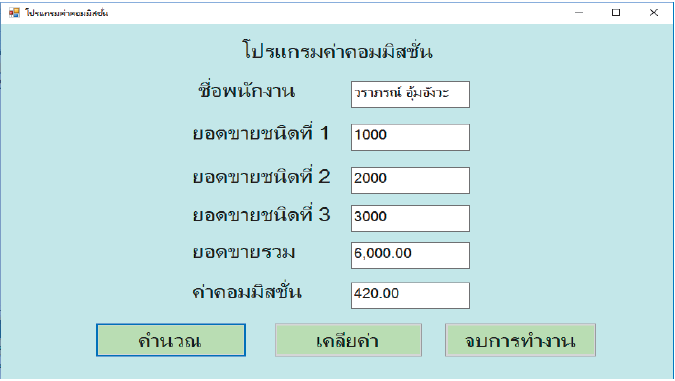 โปรแกรมค่าคอมมิสชั่น
โปรแกรมค่าคอมมิสชั่น
ชื่อพนักงาน วราภรณ์ อุ้มอังวะ
ยอดขายชนิดที่ 1 1000
ยอดขายชนิดที่ 2 2000
ยอดขายชนิดที่ 3 3000
ยอดขายรวม 6,000.00
ค่าคอมมิสชั่น 420.00
คำนวณ เคลียค่า จบการทำงาน